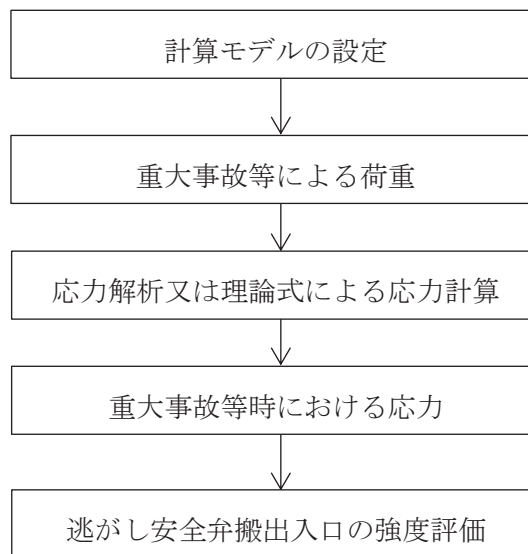 計算モデルの設定
重大事故等による荷重
応力解析又は理論式による応力計算
重大事故等時における応力
逃がし安全弁搬出入口の強度評価